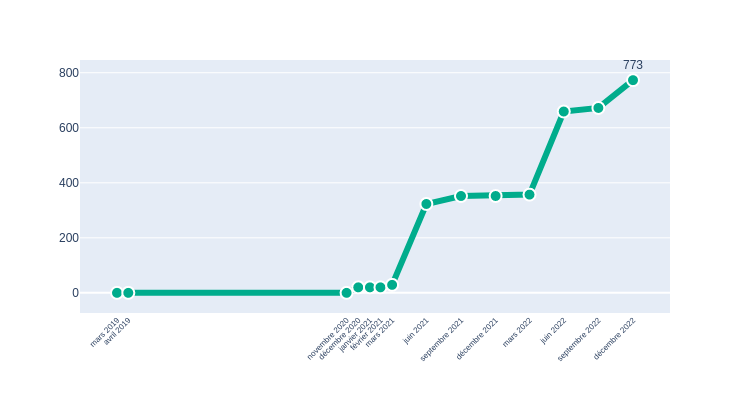 773
800
600
400
200
0
mars 2019
avril 2019
novembre 2020
décembre 2020
janvier 2021
février 2021
mars 2021
juin 2021
septembre 2021
décembre 2021
mars 2022
juin 2022
septembre 2022
décembre 2022